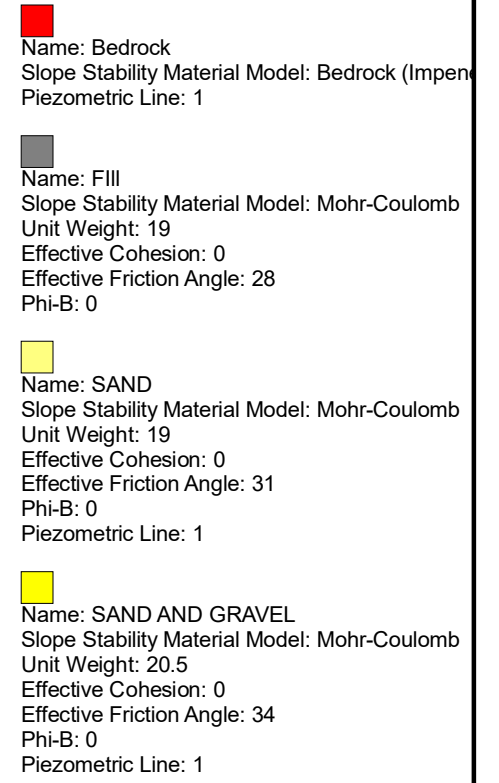 Name: Bedrock
Slope Stability Material Model: Bedrock
Piezometric Line: 1
Name: FIll
Slope Stability Material Model: Mohr-Coulomb
Unit Weight: 19
Effective Cohesion: 0
Effective Friction Angle: 28
Phi-B: 0
Name: SAND
Slope Stability Material Model: Mohr-Coulomb
Unit Weight: 19
Effective Cohesion: 0
Effective Friction Angle: 31
Phi-B: 0
Piezometric Line: 1
Name: SAND AND GRAVEL
Slope Stability Material Model: Mohr-Coulomb
Unit Weight: 20.5
Effective Cohesion: 0
Effective Friction Angle: 34
Phi-B: 0
Piezometric Line: 1